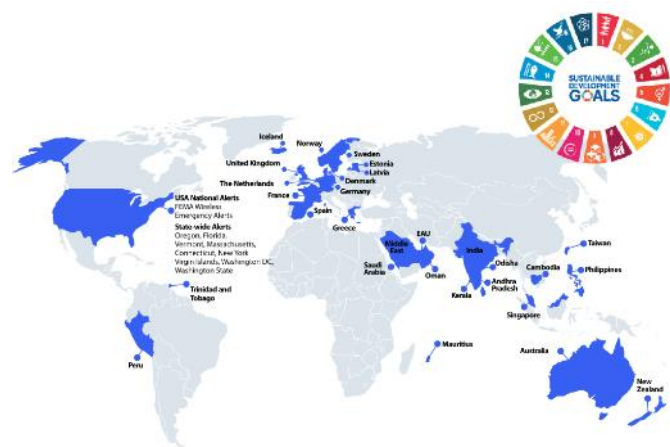 SUSTAINABLE
DEVELOPMENT
GOALS
Iceland
Norway
Sweden
United Kingdom
Estonia
Latvia
The Netherlands
Denmark
Germany
France
USA National Alerts
FEMA Wireless
Emergency Alerts
Spain
Greece
State-wide Alerts
Oregon, Florida,
Vermont, Massachusetts,
Connecticut, New York
Virgin Islands, Washington DC,
Washington State
EAU
Middle
East
India
Taiwan
Saudi
Arabia
Oman
Odisha
Cambodia
Philippines
Andhra
Pradesh
Kerala
Trinidad and
Tobago
Singapore
Mauritius
Australia
Peru
New
Zealand